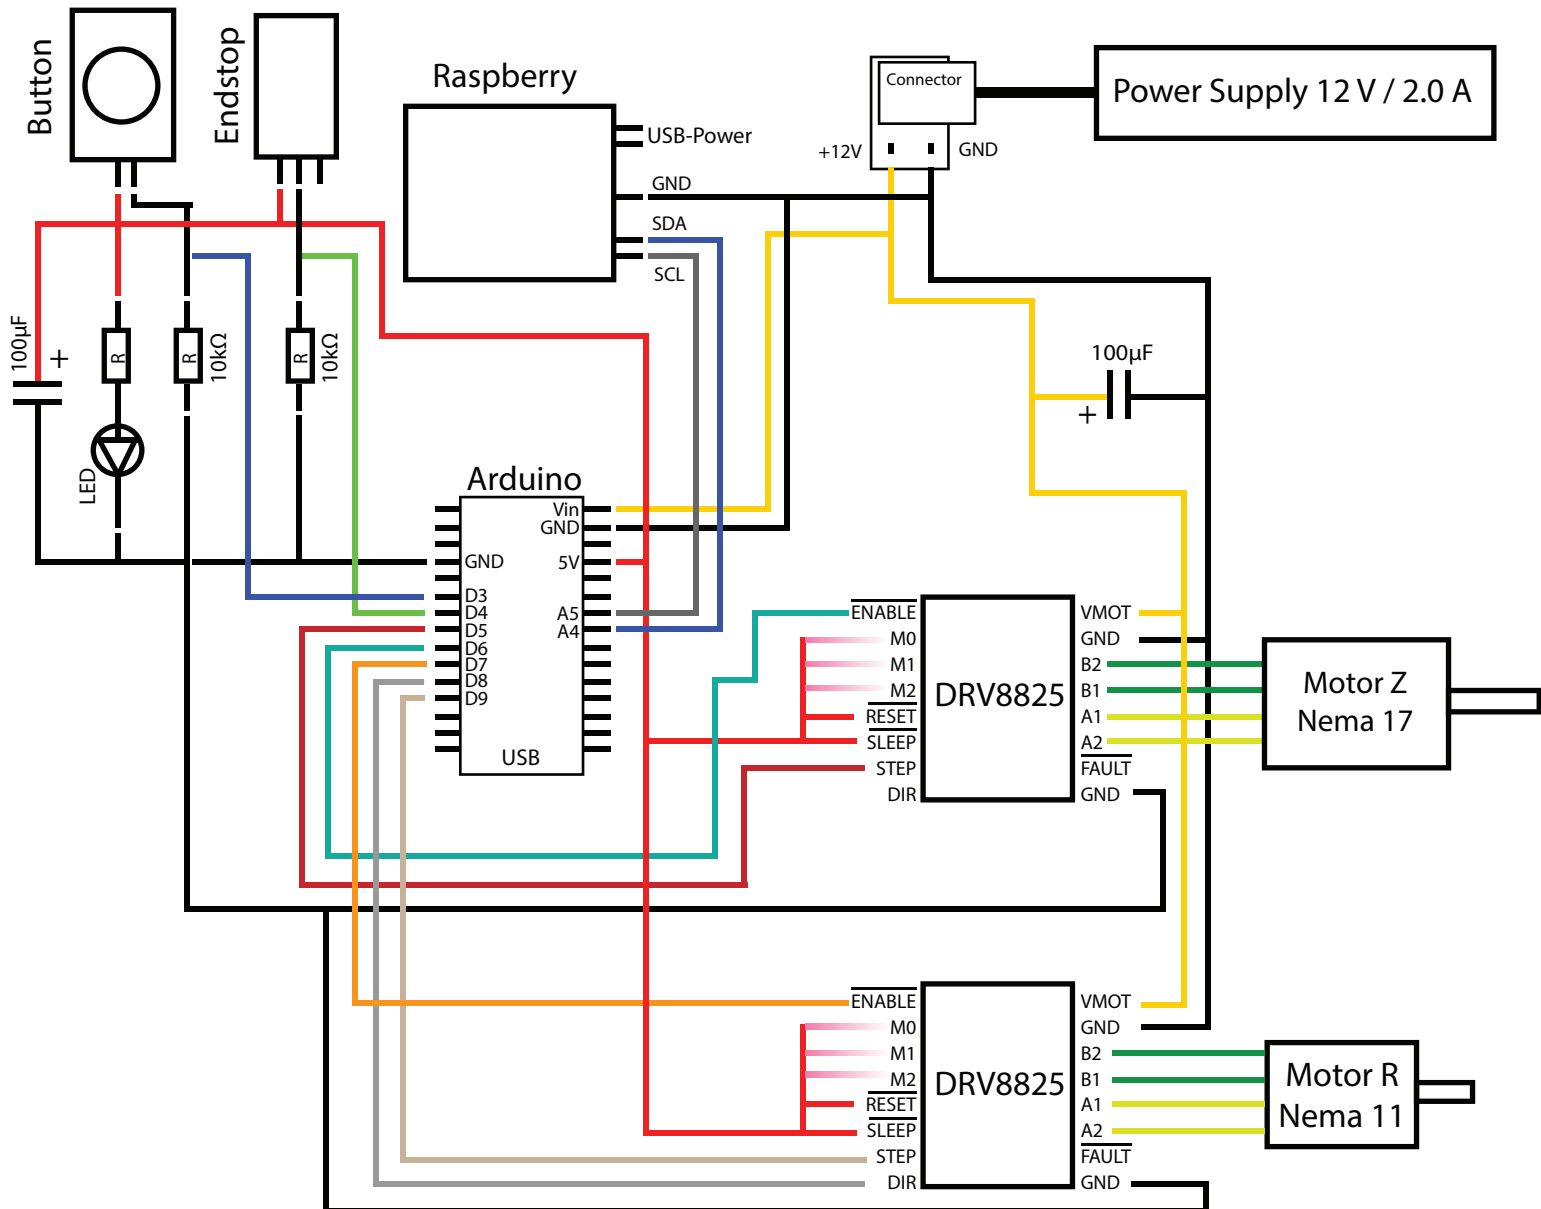 Button
Endstop
Raspberry
USB-Power
GND
SDA
SCL
Connector
+12V
GND
Power Supply 12 V / 2.0 A
100µF
+
R
R
10kΩ
R
10kΩ
LED
100µF
+
Arduino
Vin
GND
GND
5V
D3
D4
A5
D5
A4
D6
D7
D8
D9
USB
ENABLE
M0
M1
M2
RESET
SLEEP
STEP
DIR
DRV8825
VMOT
GND
B2
B1
A1
A2
FAULT
GND
Motor Z
Nema 17
ENABLE
M0
M1
M2
RESET
SLEEP
STEP
DIR
DRV8825
VMOT
GND
B2
B1
A1
A2
FAULT
GND
Motor R
Nema 11